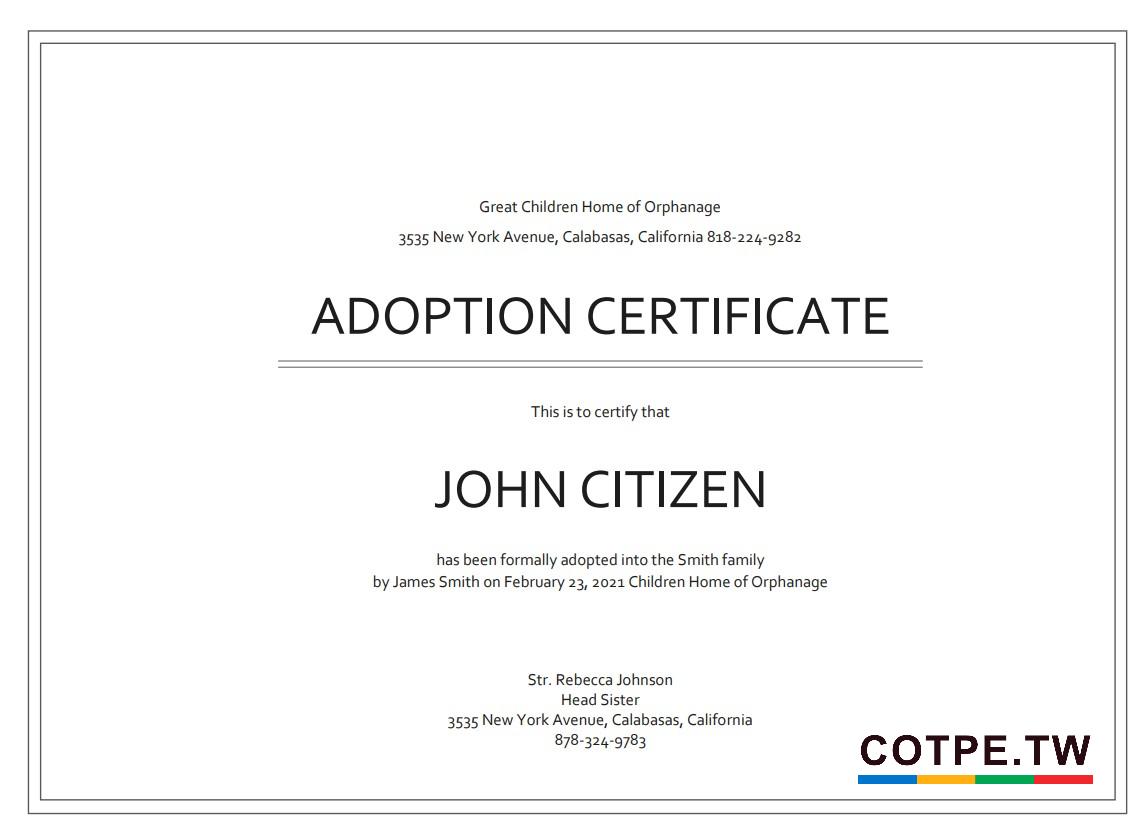 Great Children Home of Orphanage
3535 New York Avenue, Calabasas, California 818-224-9282
ADOPTION CERTIFICATE
This is to certify that
JOHN CITIZEN
has been formally adopted into the Smith family
by James Smith on February 23, 2021 Children Home of Orphanage
Str. Rebecca Johnson
Head Sister
3535 New York Avenue, Calabasas, California
878-324-9783
COTPE.TW